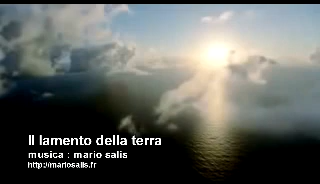 Il lamento della terra
musica : mario salis
http://mariosalis.fr